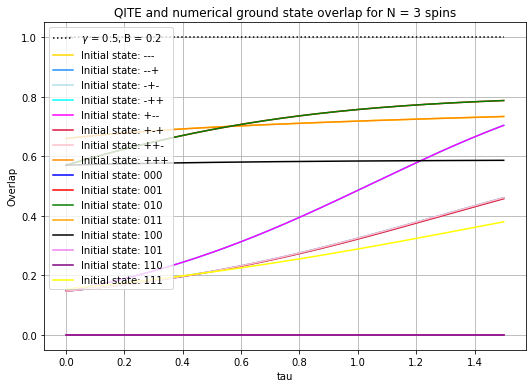 QITE and numerical ground state overlap for N = 3 spins
γ = 0.5, B = 0.2
Initial state: ---
Initial state: --+
Initial state: -+-
Initial state: -++
Initial state: +--
Initial state: +-+
Initial state: ++-
Initial state: +++
Initial state: 000
Initial state: 001
Initial state: 010
Initial state: 011
Initial state: 100
Initial state: 101
Initial state: 110
Initial state: 111
Overlap
1.0
0.8
0.6
0.4
0.2
0.0
0.0 0.2 0.4 0.6 0.8 1.0 1.2 1.4
tau